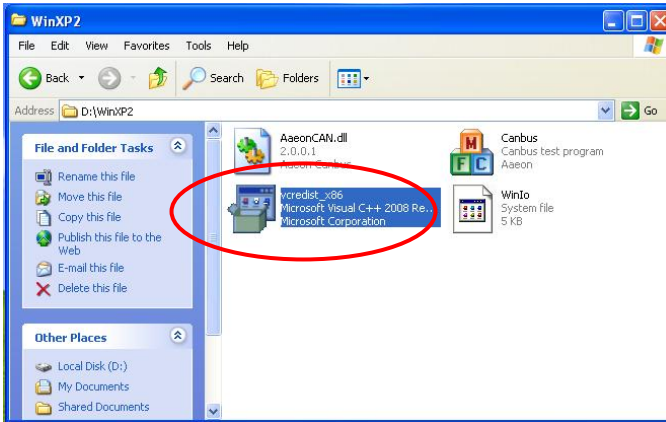 WinXP2
File Edit View Favorites Tools Help
Back Search Folders
Address D:\WinXP2 Go
File and Folder Tasks
Rename this file
Move this file
Copy this file
Publish this file to the
Web
E-mail this file
Delete this file
Other Places
Local Disk (D:)
My Documents
Shared Documents
AaeonCAN.dll
2.0.0.1
Aaeon Canbus
Canbus
Canbus test program
Aaeon
vcredist_x86
Microsoft Visual C++ 2008 Re...
Microsoft Corporation
WinIo
System file
5 KB